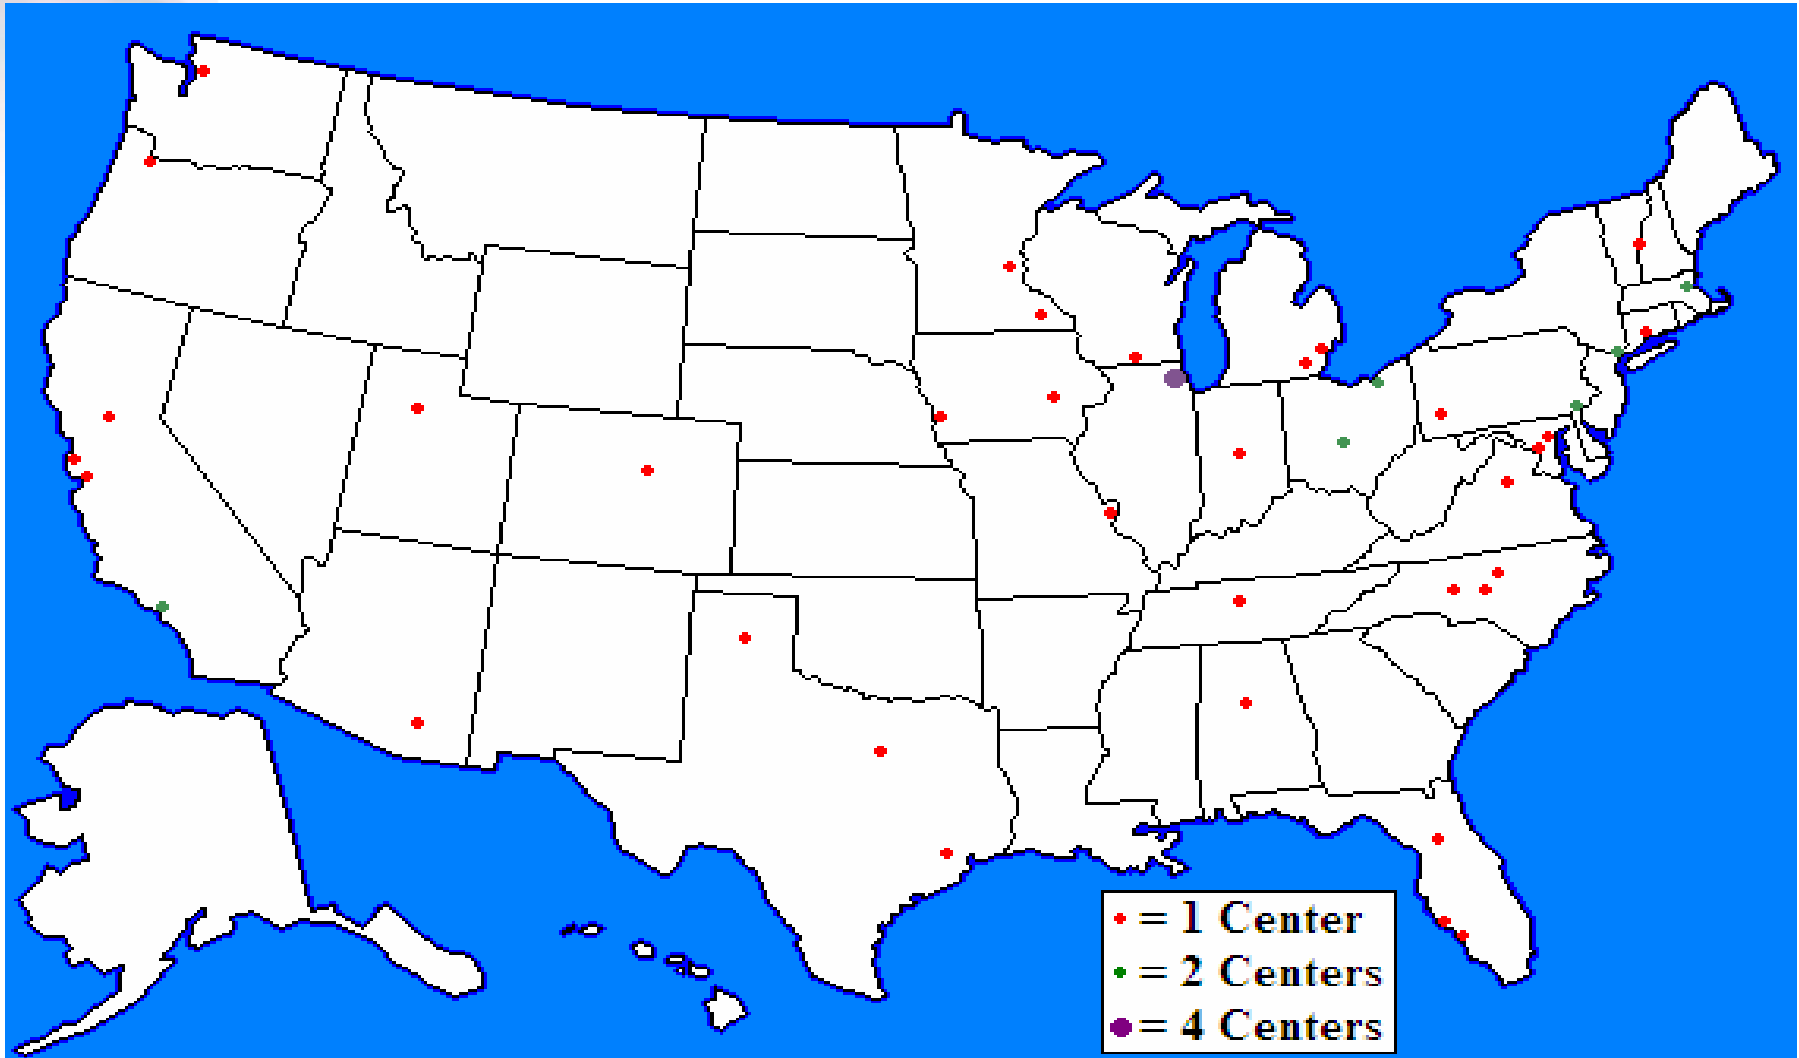 = 1 Center
= 2 Centers
= 4 Centers